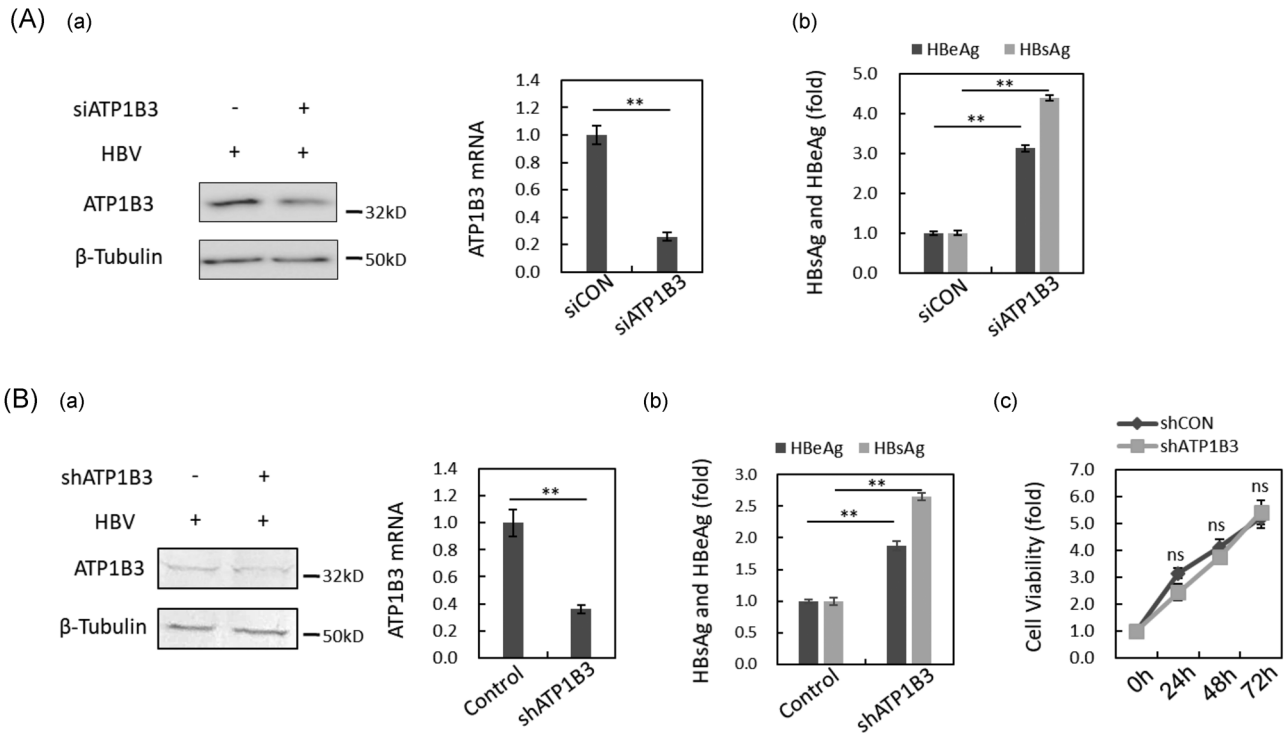 (A) (a)
siATP1B3 - +
HBV + +
ATP1B3
32kD
β-Tubulin
50kD
ATP1B3 mRNA
1.4
1.2
1.0
0.8
0.6
0.4
0.2
0.0
**
siCON
siATP1B3
(b)
HBeAg HBsAg
HBsAg and HBeAg (fold)
5.0
4.0
3.0
2.0
1.0
0.0
**
**
siCON
siATP1B3
(B) (a)
shATP1B3 - +
HBV + +
ATP1B3
32kD
β-Tubulin
50kD
ATP1B3 mRNA
1.4
1.2
1.0
0.8
0.6
0.4
0.2
0.0
**
Control
shATP1B3
(b)
HBeAg HBsAg
HBsAg and HBeAg (fold)
3.0
2.5
2.0
1.5
1.0
0.5
0.0
**
**
Control
shATP1B3
(c)
shCON
shATP1B3
Cell Viability (fold)
7.0
6.0
5.0
4.0
3.0
2.0
1.0
0.0
ns
ns
ns
0h
24h
48h
72h